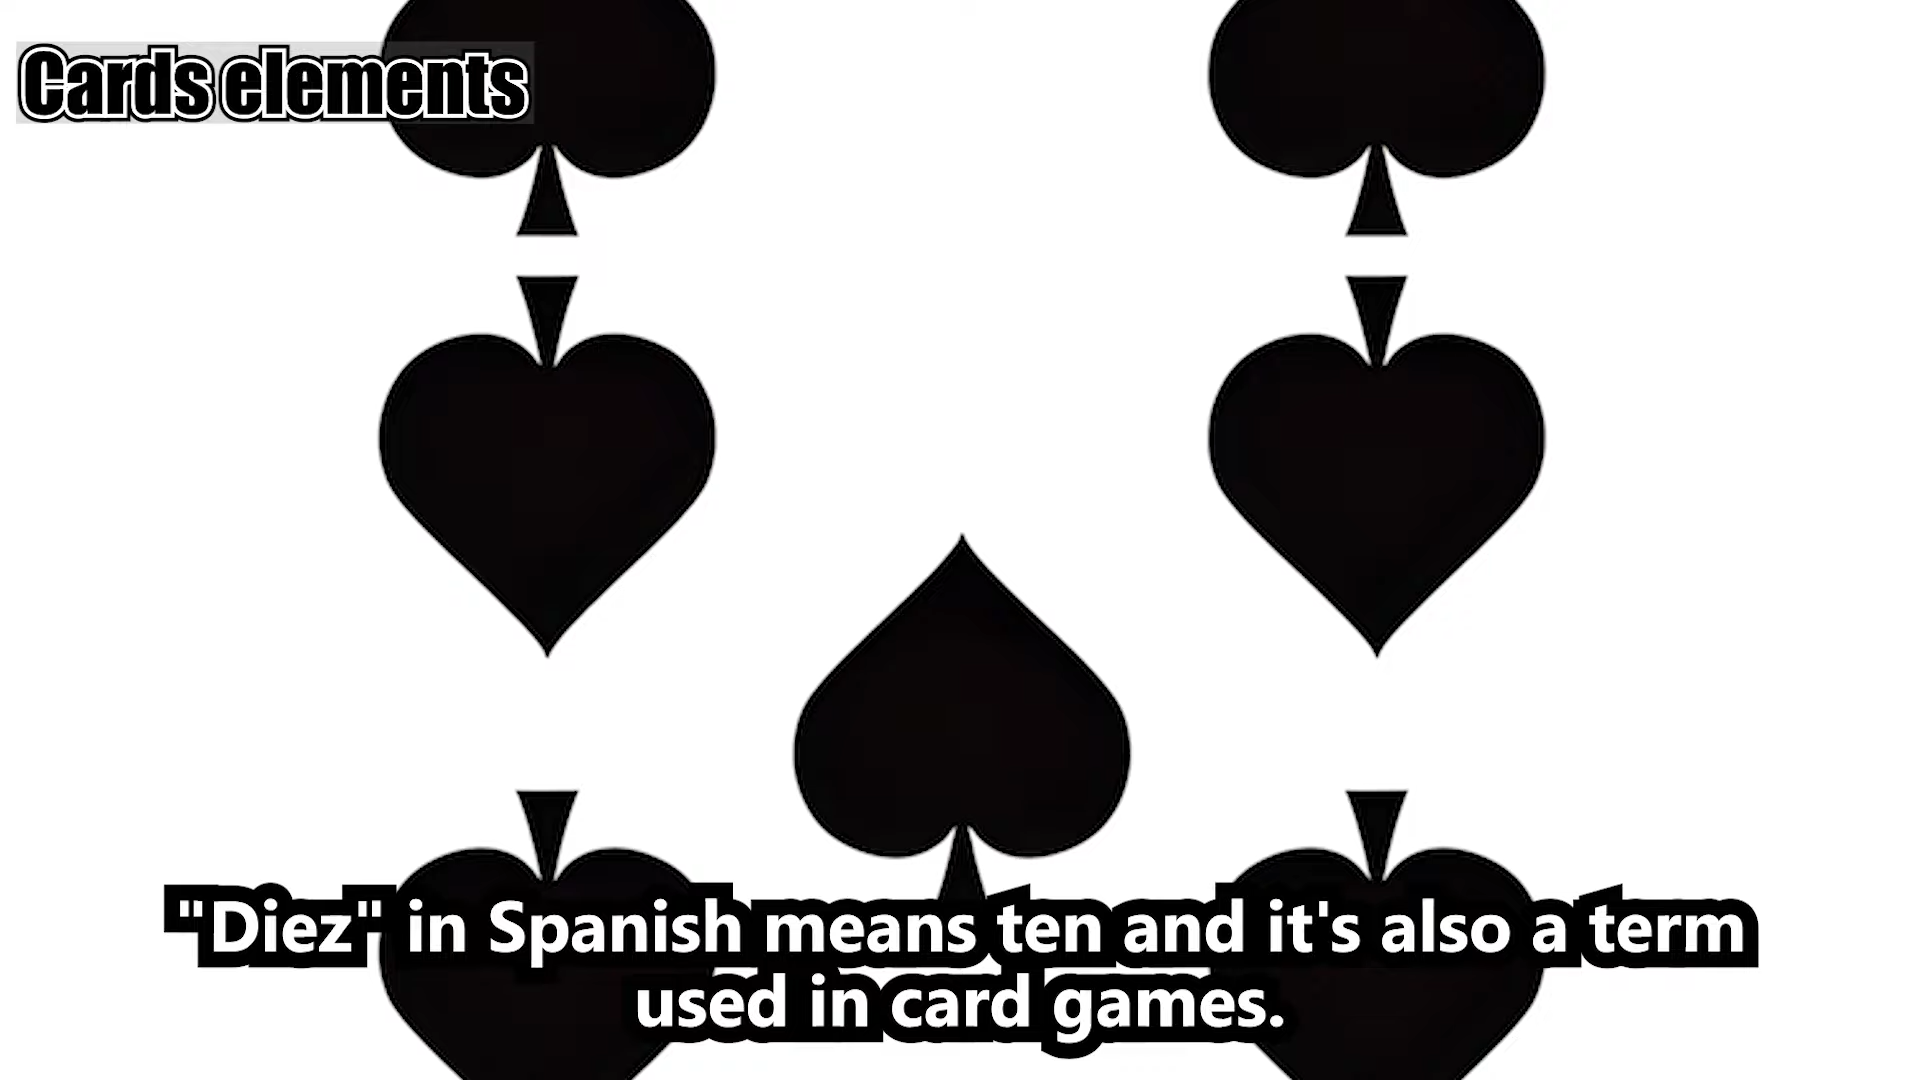 Cards elements
"Diez" in Spanish means ten and it's also a term
used in card games.